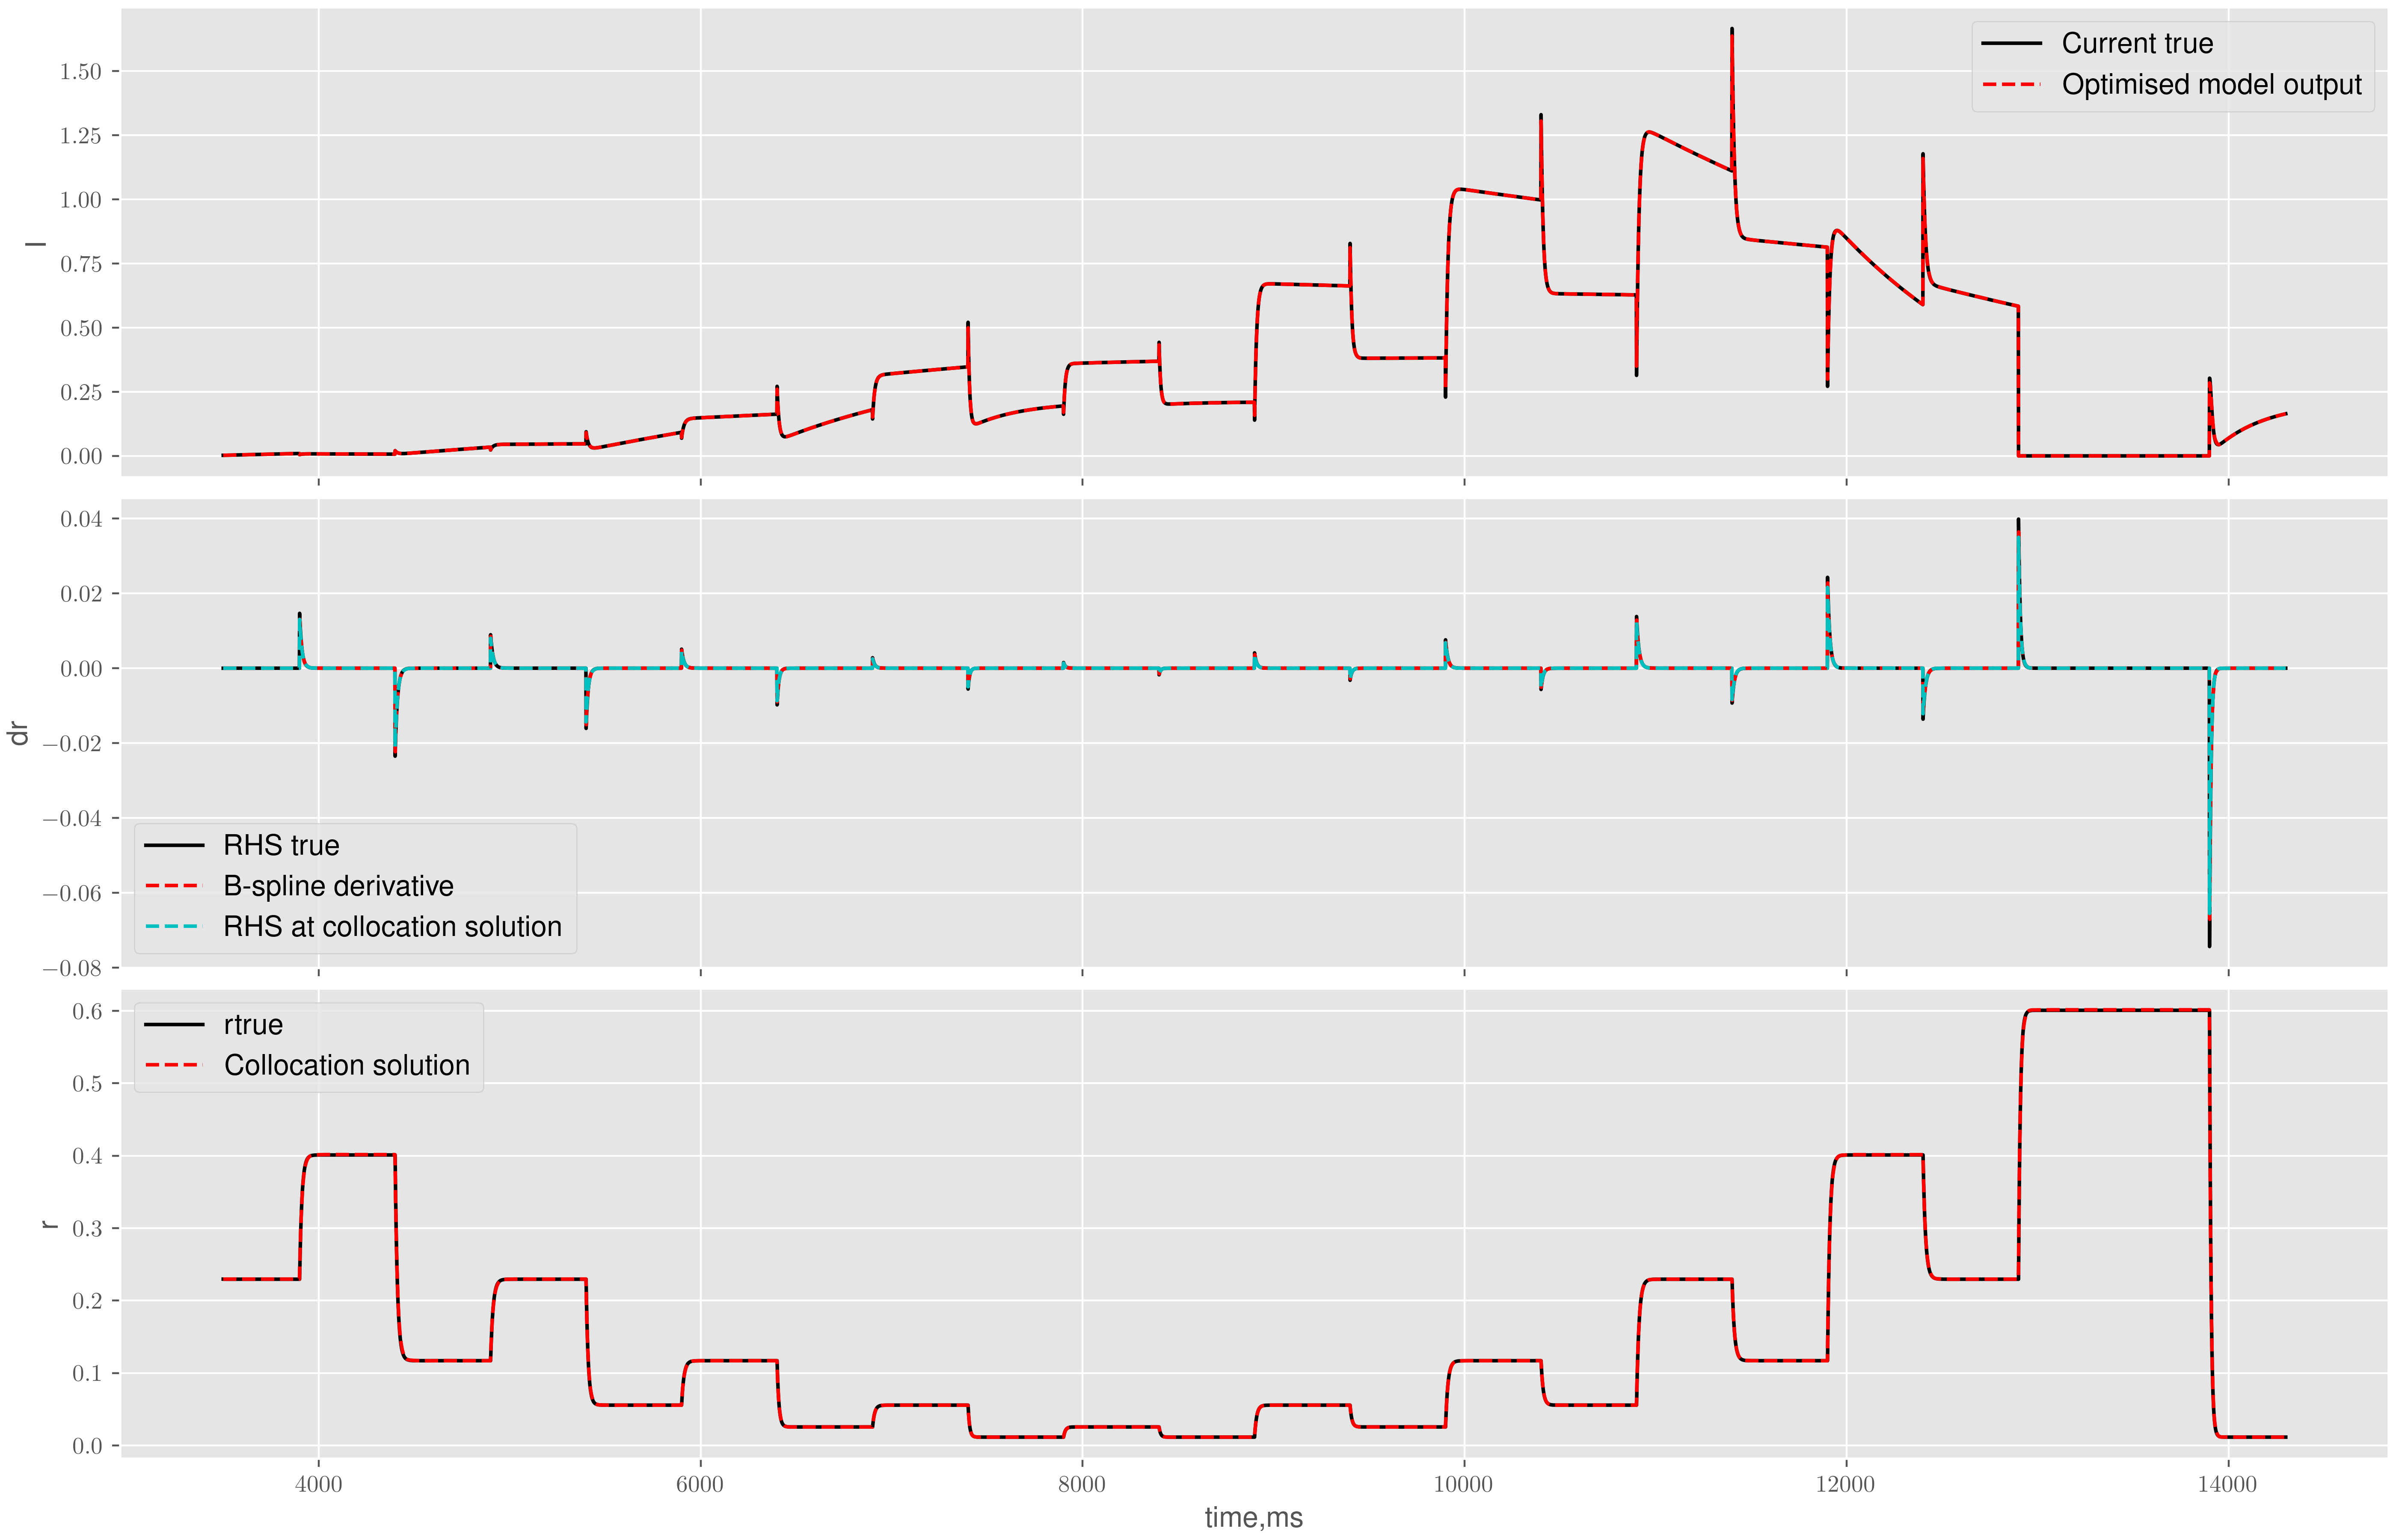 Current true
Optimised model output
1.50
1.25
1.00
0.75
0.50
0.25
0.00
I
0.04
0.02
0.00
−0.02
−0.04
−0.06
−0.08
dr
RHS true
B-spline derivative
RHS at collocation solution
rtrue
Collocation solution
0.6
0.5
0.4
0.3
0.2
0.1
0.0
r
4000 6000 8000 10000 12000 14000
time,ms